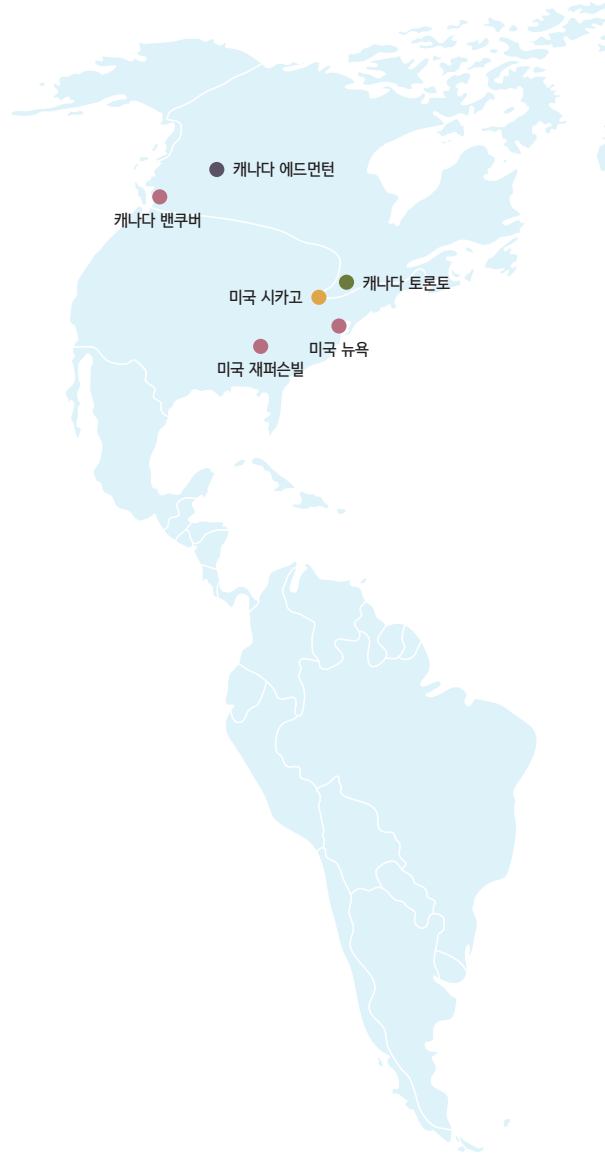 캐나다 에드먼턴
캐나다 밴쿠버
캐나다 토론토
미국 시카고
미국 뉴욕
미국 재퍼슨빌